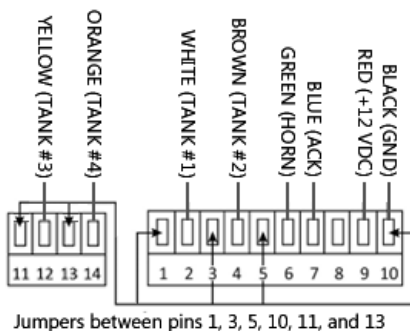 YELLOW (TANK #3)
ORANGE (TANK #4)
WHITE (TANK #1)
BROWN (TANK #2)
GREEN (HORN)
BLUE (ACK)
RED (+12 VDC)
BLACK (GND)
11 12 13 14
1 2 3 4 5 6 7 8 9 10
Jumpers between pins 1, 3, 5, 10, 11, and 13